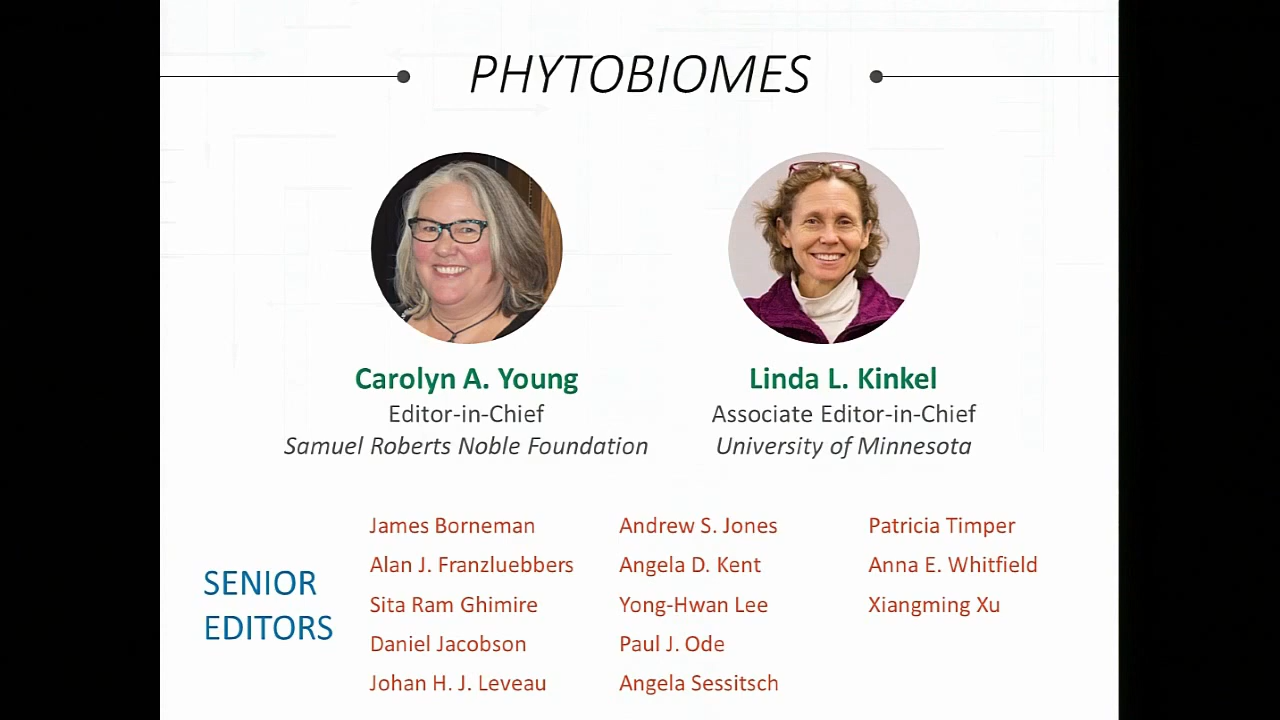 PHYTOBIOMES
Carolyn A. Young
Editor-in-Chief
Samuel Roberts Noble Foundation
Linda L. Kinkel
Associate Editor-in-Chief
University of Minnesota
SENIOR
EDITORS
James Borneman
Alan J. Franzluebbers
Sita Ram Ghimire
Daniel Jacobson
Johan H. J. Leveau
Andrew S. Jones
Angela D. Kent
Yong-Hwan Lee
Paul J. Ode
Angela Sessitsch
Patricia Timper
Anna E. Whitfield
Xiangming Xu